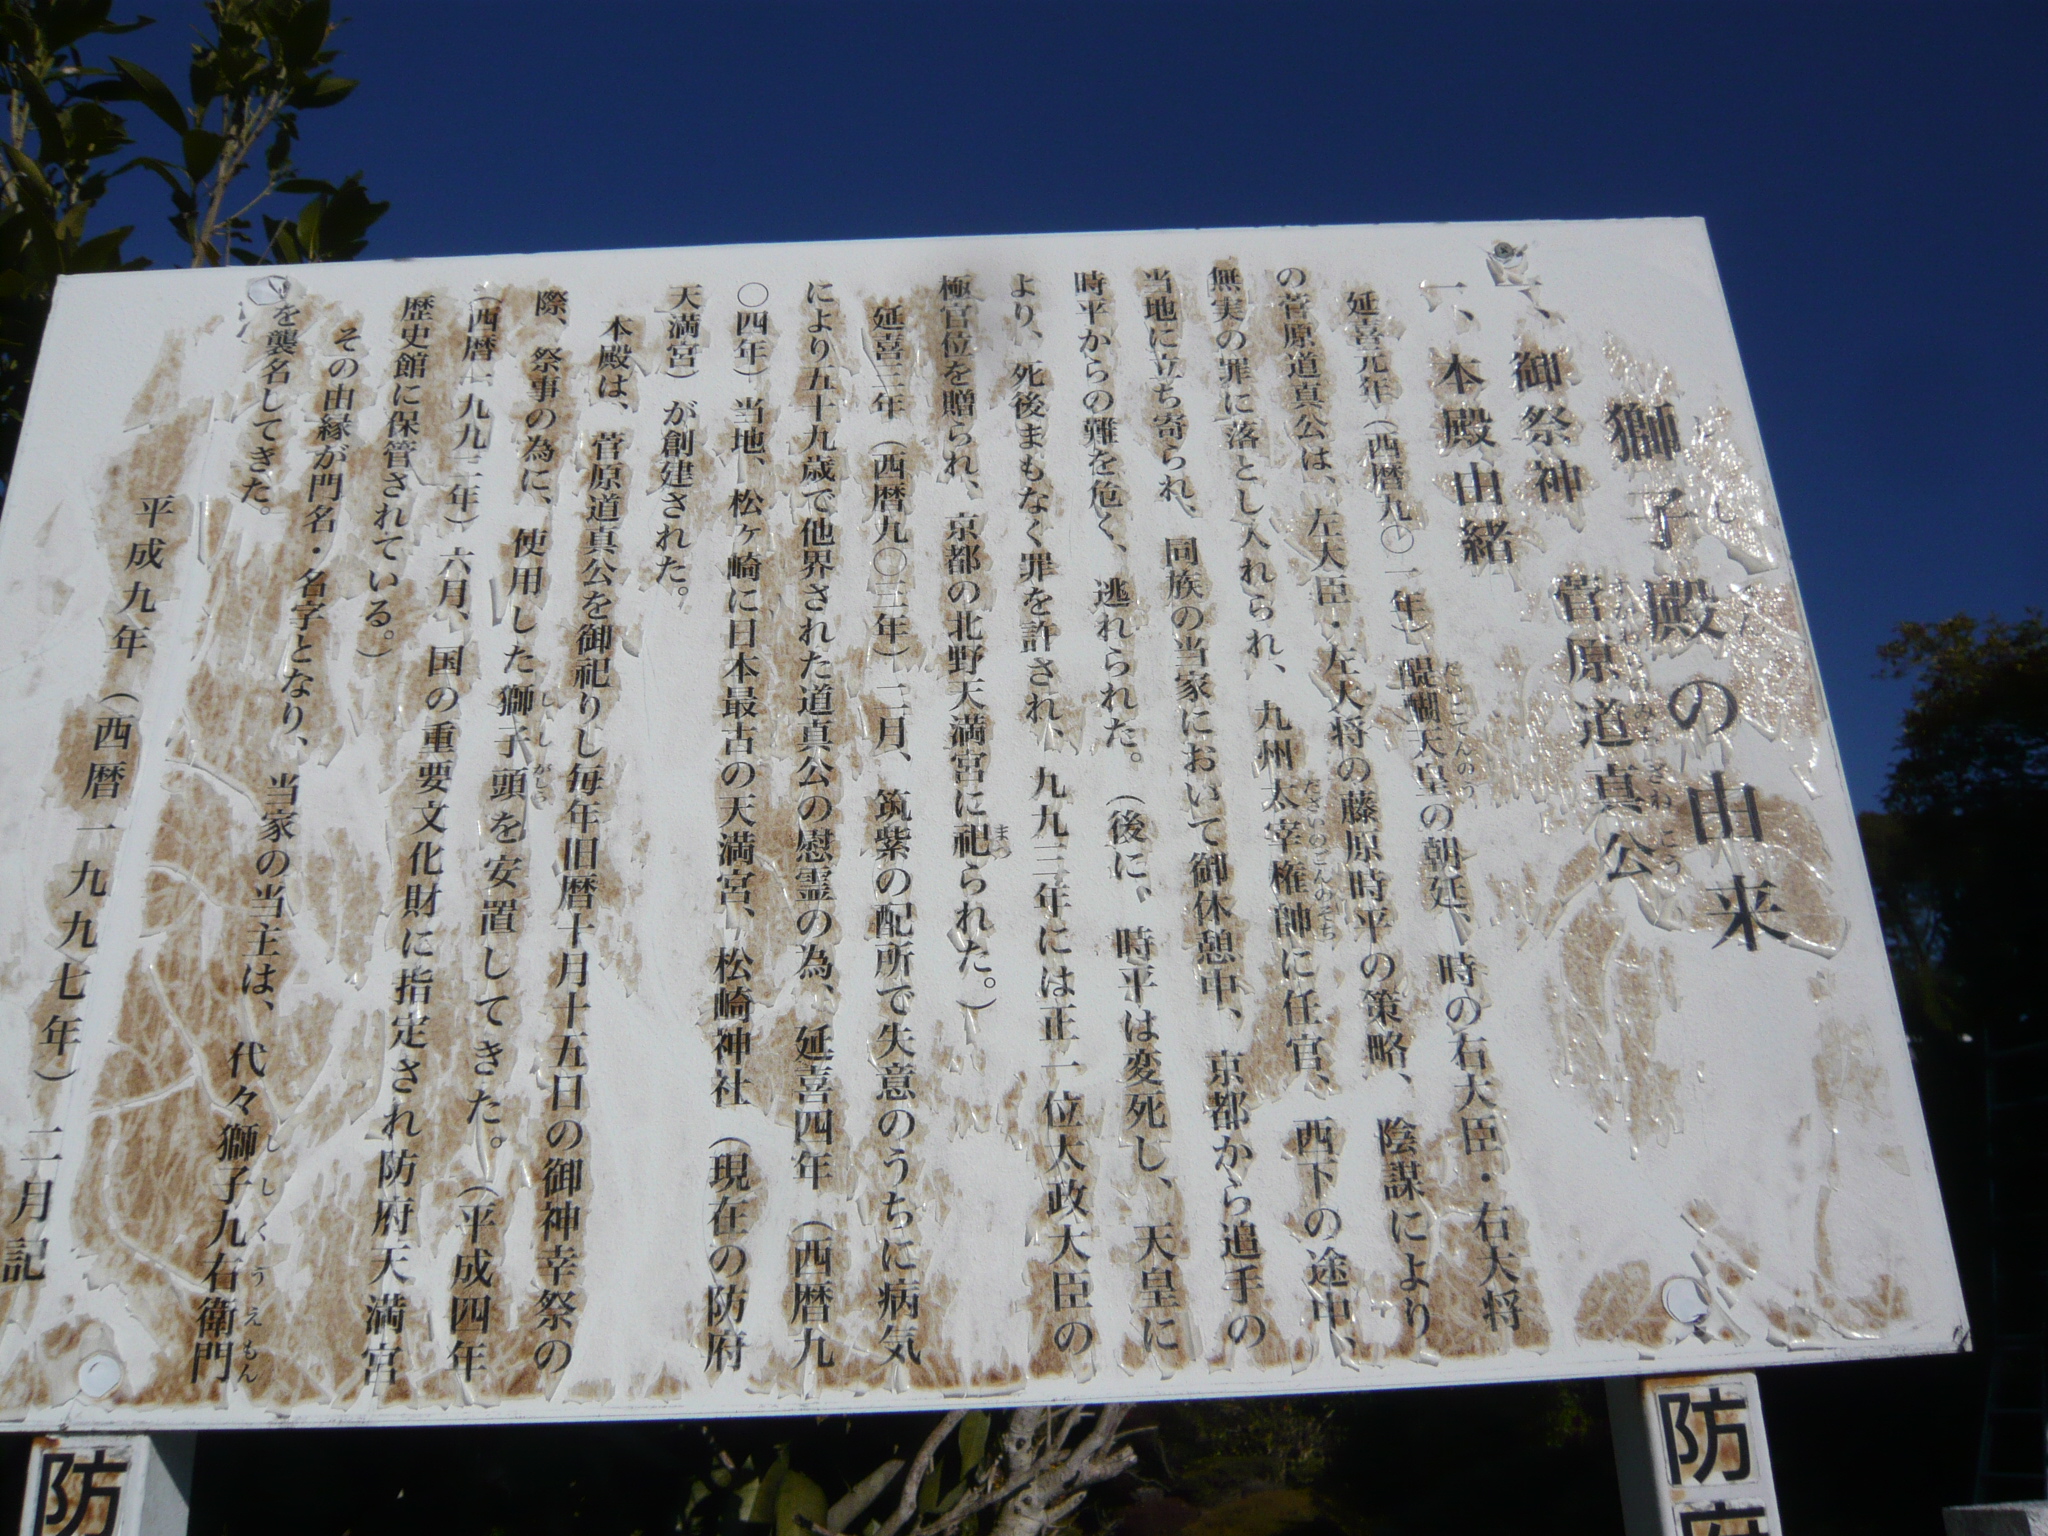 獅子殿の由来
一、御祭神　菅原道真公
一、本殿由緒
延喜元年（西暦九〇一年）醍醐天皇の朝廷、時の右大臣・右大将
の菅原道真公は、左大臣・左大将の藤原時平の策略、陰謀により
無実の罪に落とし入れられ、九州太宰権帥に任官、西下の途中、
当地に立ち寄られ、同族の当家において御休憩中、京都から追手の
時平からの難を危く、逃れられた。（後に、時平は変死し、天皇に
より、死後まもなく罪を許され、九九三年には正一位太政大臣の
極官位を贈られ、京都の北野天満宮に祀られた。）
延喜三年（西暦九〇三年）二月、筑紫の配所で失意のうちに病気
により五十九歳で他界された道真公の慰霊の為、延喜四年（西暦九
〇四年）当地、松ヶ崎に日本最古の天満宮、松崎神社（現在の防府
天満宮）が創建された。
本殿は、菅原道真公を御祀りし毎年旧暦十月十五日の御神幸祭の
際、祭事の為に、使用した獅子頭を安置してきた。（平成四年
（西暦一九九二年）六月、国の重要文化財に指定され防府天満宮
歴史館に保管されている。）
その由縁が門名・名字となり、当家の当主は、代々獅子九右衛門
を襲名してきた。
平成九年（西暦一九九七年）二月記
防
防府